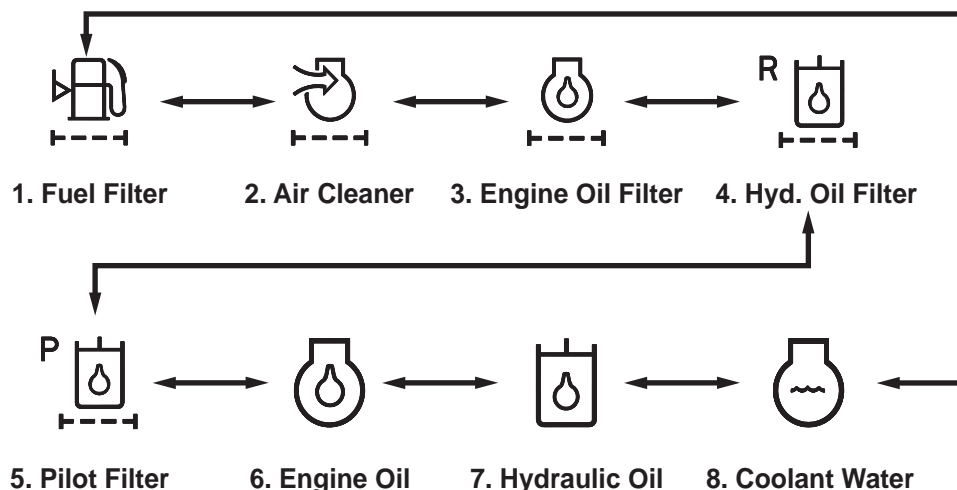 R
1. Fuel Filter 2. Air Cleaner 3. Engine Oil Filter 4. Hyd. Oil Filter
P
5. Pilot Filter 6. Engine Oil 7. Hydraulic Oil 8. Coolant Water